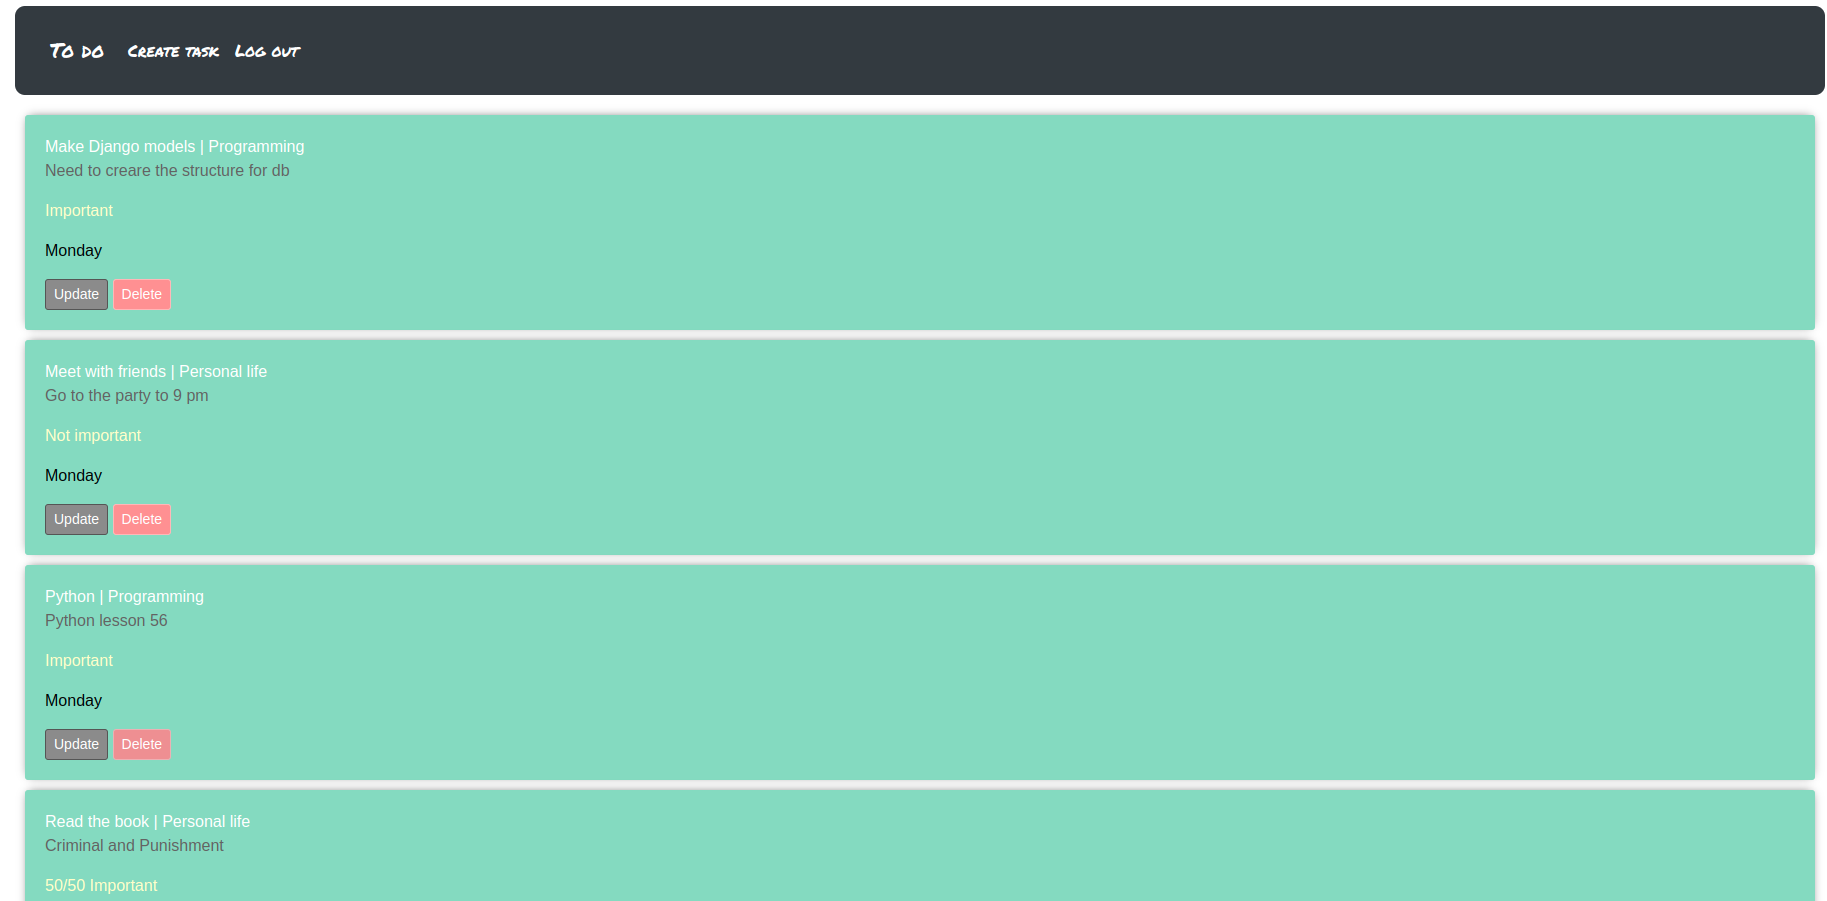 To do Create task Log out
Make Django models | Programming
Need to creare the structure for db
Important
Monday
Update Delete
Meet with friends | Personal life
Go to the party to 9 pm
Not important
Monday
Update Delete
Python | Programming
Python lesson 56
Important
Monday
Update Delete
Read the book | Personal life
Criminal and Punishment
50/50 Important